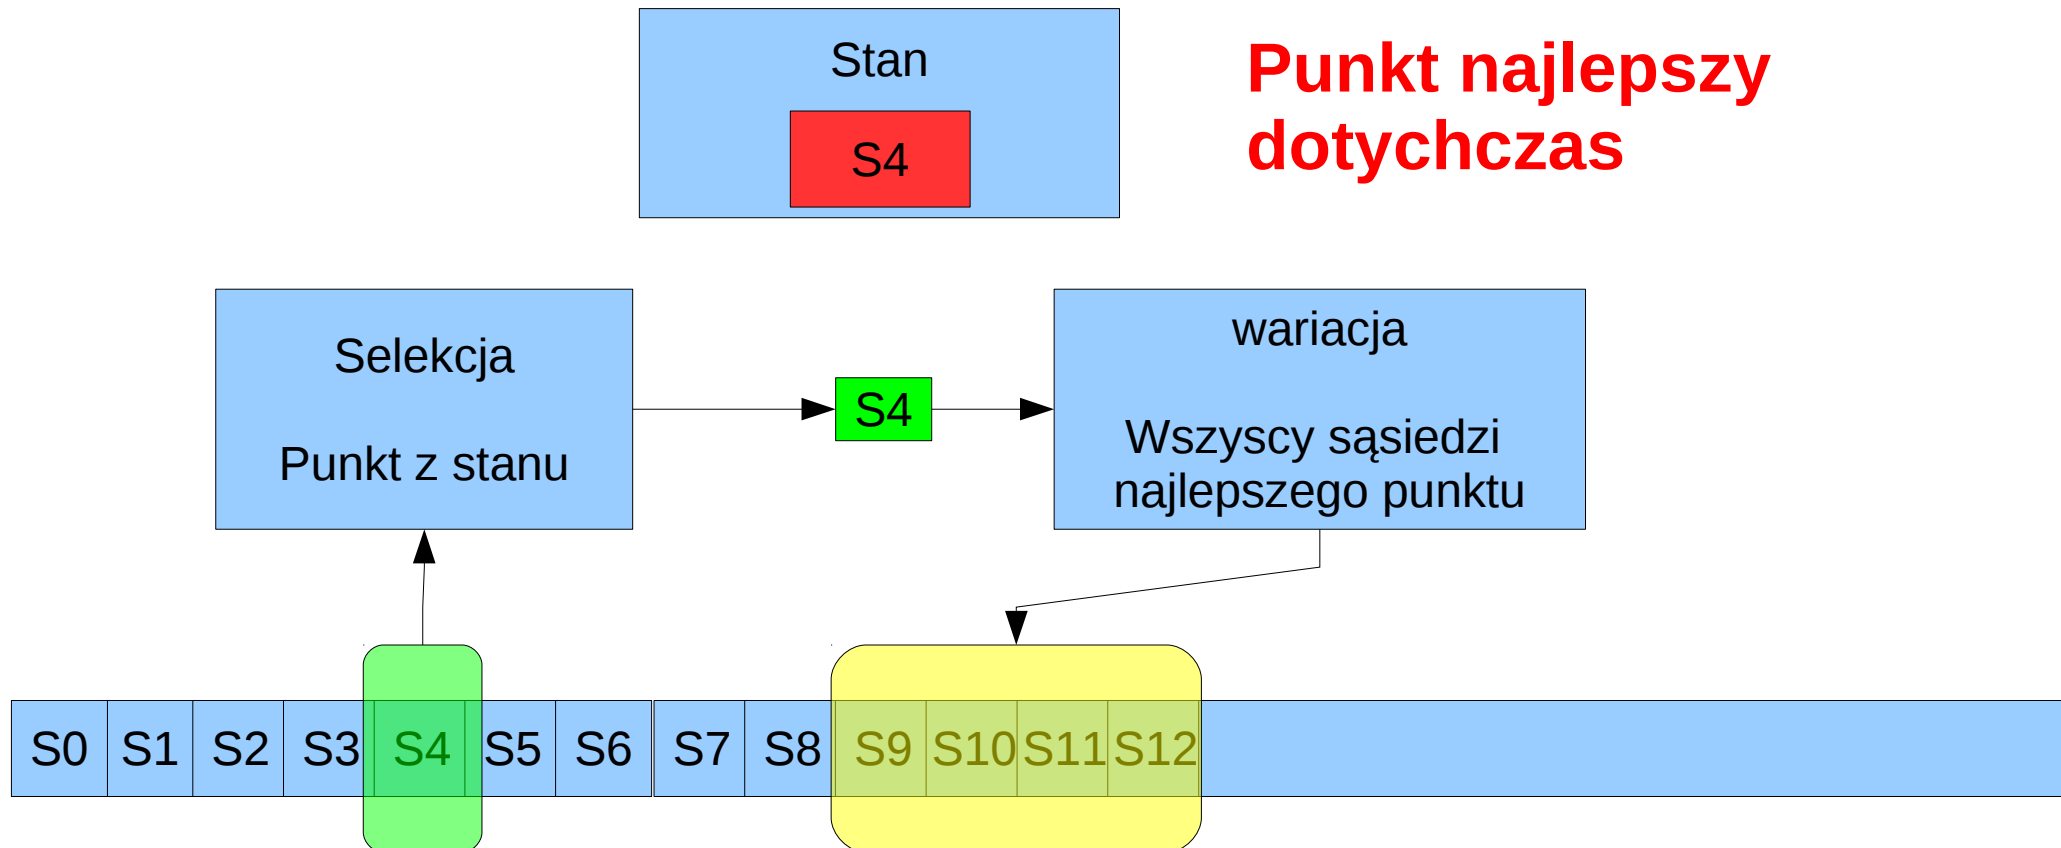 Stan
S4
Punkt najlepszy
dotychczas
Selekcja
Punkt z stanu
S4
wariacja
Wszyscy sąsiedzi
najlepszego punktu
S0 S1 S2 S3 S4 S5 S6 S7 S8 S9 S10 S11 S12